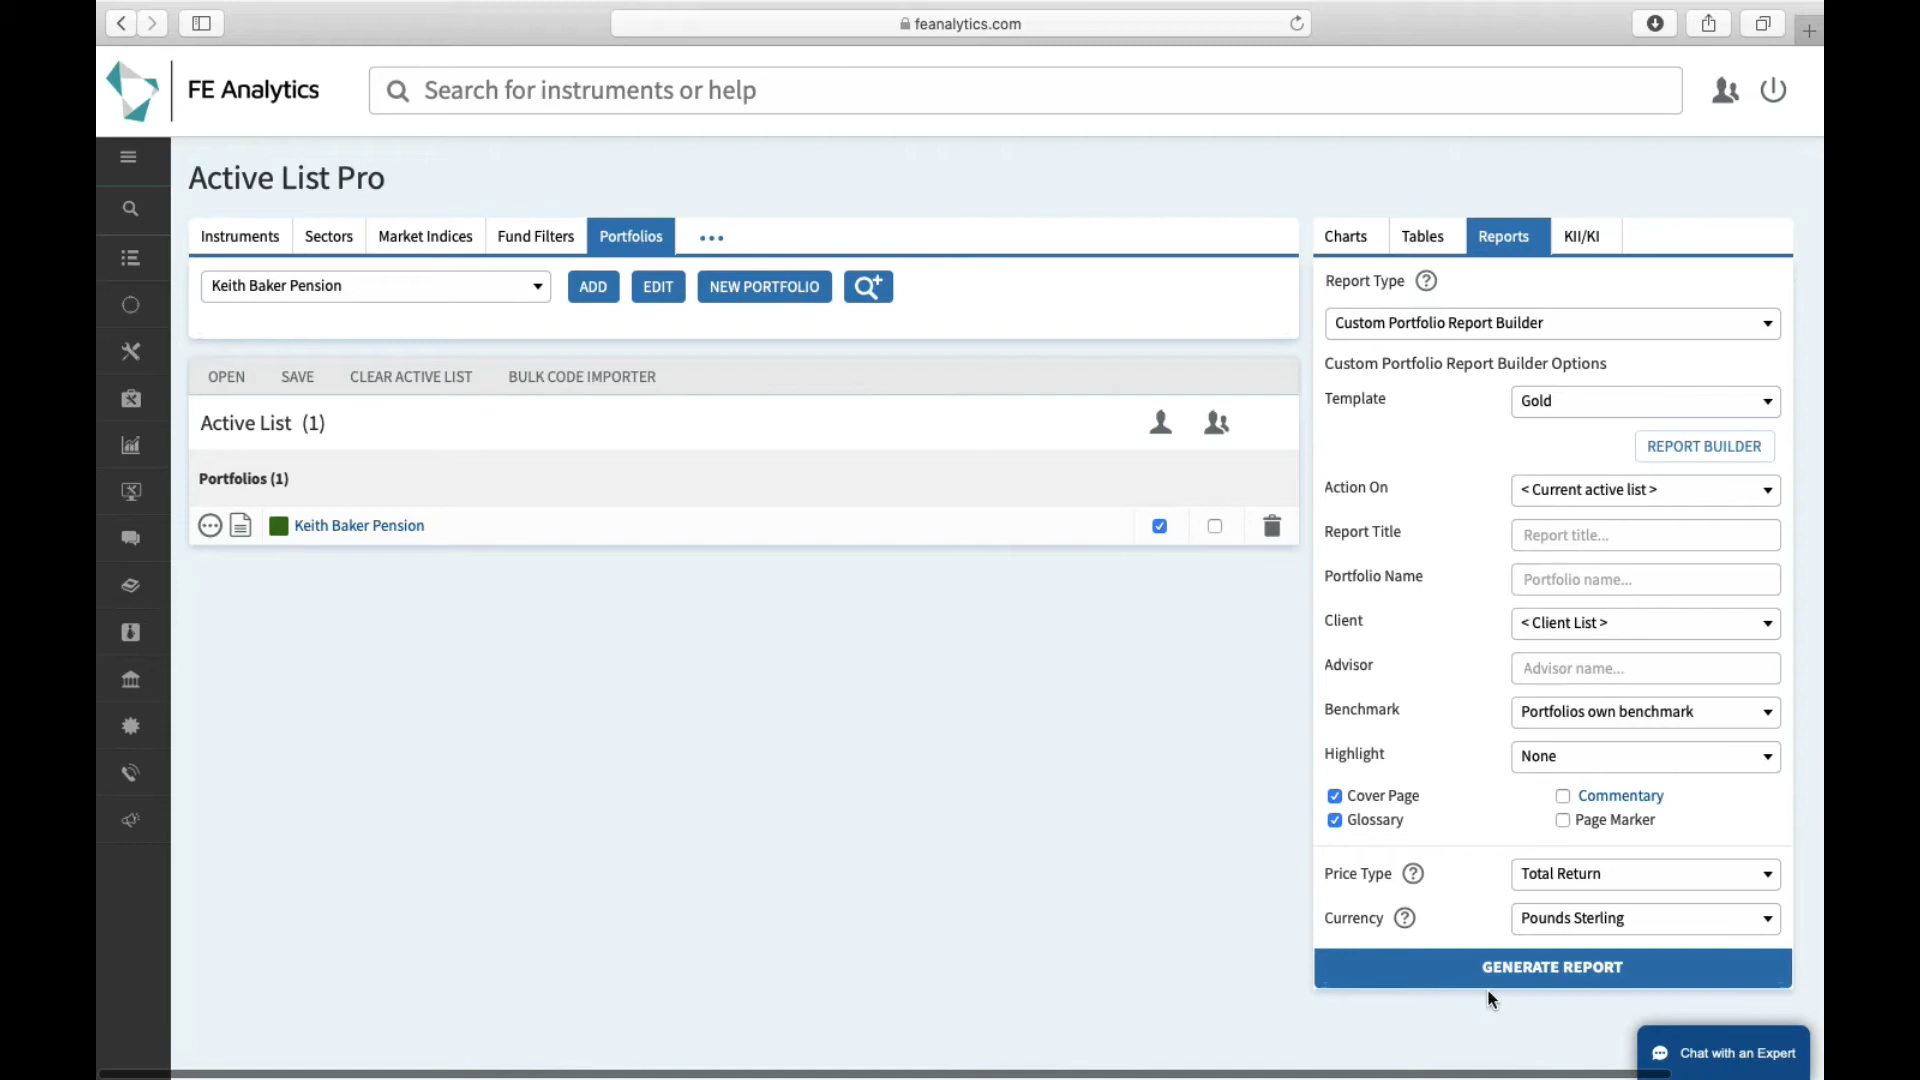 feanalytics.com
FE Analytics
Search for instruments or help
Active List Pro
Instruments Sectors Market Indices Fund Filters Portfolios
Keith Baker Pension ADD EDIT NEW PORTFOLIO
OPEN SAVE CLEAR ACTIVE LIST BULK CODE IMPORTER
Active List (1)
Portfolios (1)
Keith Baker Pension
Charts Tables Reports KII/KI
Report Type ?
Custom Portfolio Report Builder
Custom Portfolio Report Builder Options
Template Gold
REPORT BUILDER
Action On < Current active list >
Report Title Report title...
Portfolio Name Portfolio name...
Client < Client List >
Advisor Advisor name...
Benchmark Portfolios own benchmark
Highlight None
Cover Page Commentary
Glossary Page Marker
Price Type ? Total Return
Currency ? Pounds Sterling
GENERATE REPORT
Chat with an Expert